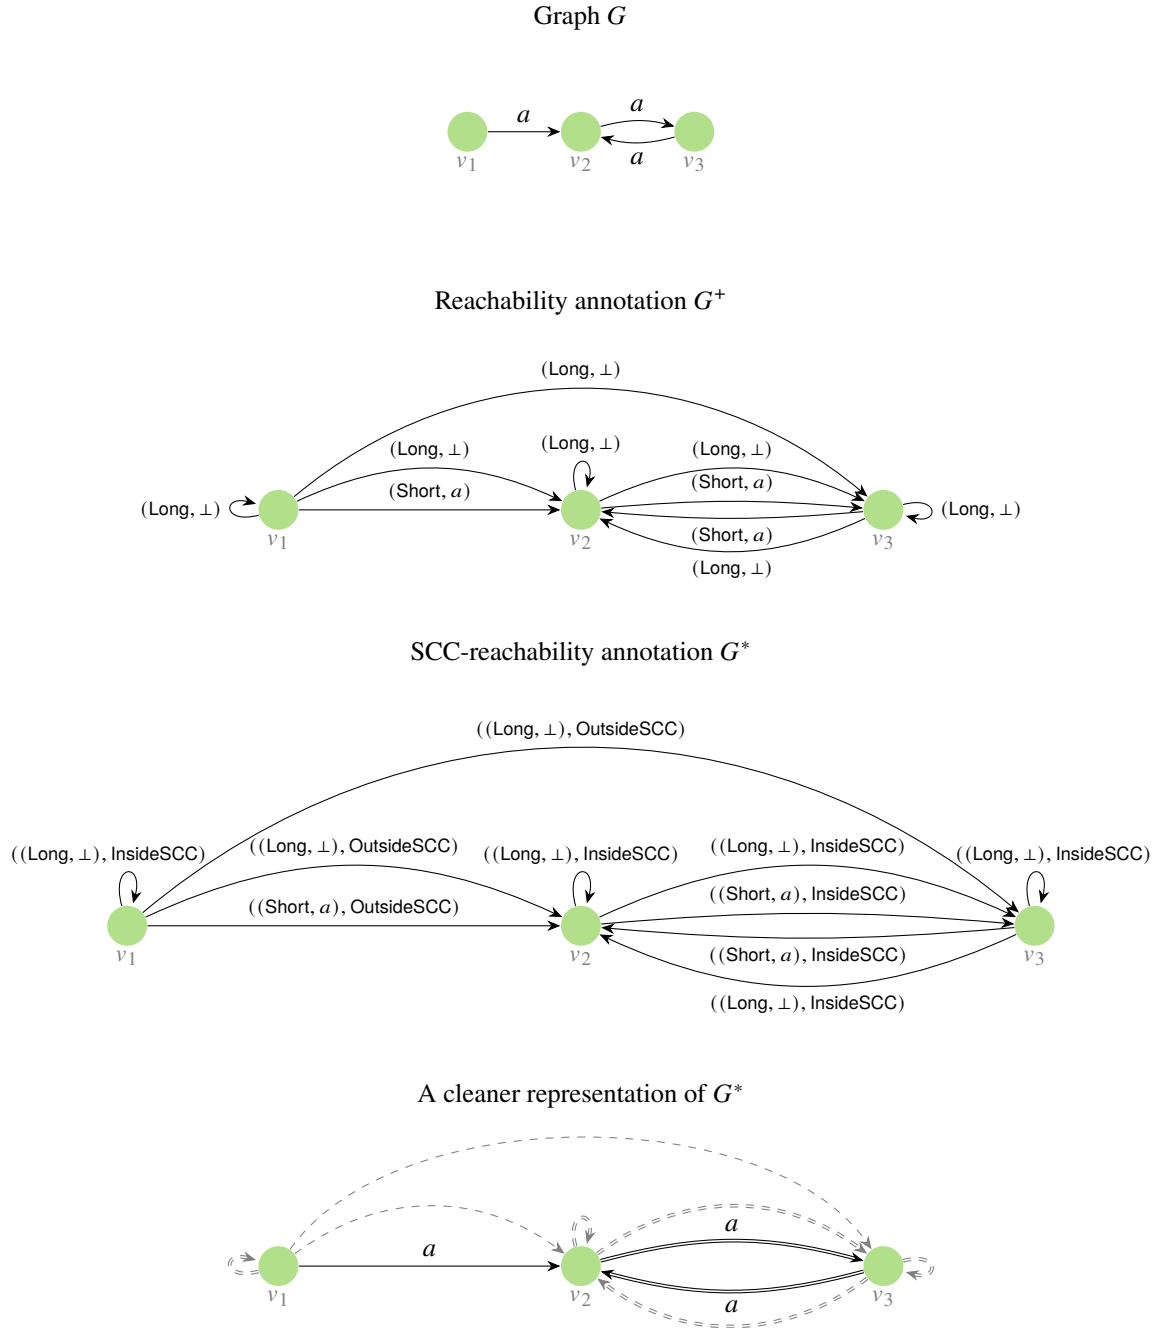 Graph G
a
a
a
v1
v2
v3
Reachability annotation G+
(Long, ⊥)
(Long, ⊥) (Long, ⊥) (Long, ⊥)
(Short, a) (Short, a)
(Long, ⊥) (Long, ⊥)
(Short, a)
v1 v2 v3
(Long, ⊥)
SCC-reachability annotation G*
((Long, ⊥), OutsideSCC)
((Long, ⊥), InsideSCC) ((Long, ⊥), OutsideSCC) ((Long, ⊥), InsideSCC) ((Long, ⊥), InsideSCC) ((Long, ⊥), InsideSCC)
((Short, a), OutsideSCC) ((Short, a), InsideSCC)
v1 v2 ((Short, a), InsideSCC) v3
((Long, ⊥), InsideSCC)
A cleaner representation of G*
a
a
v1 v2 v3
a